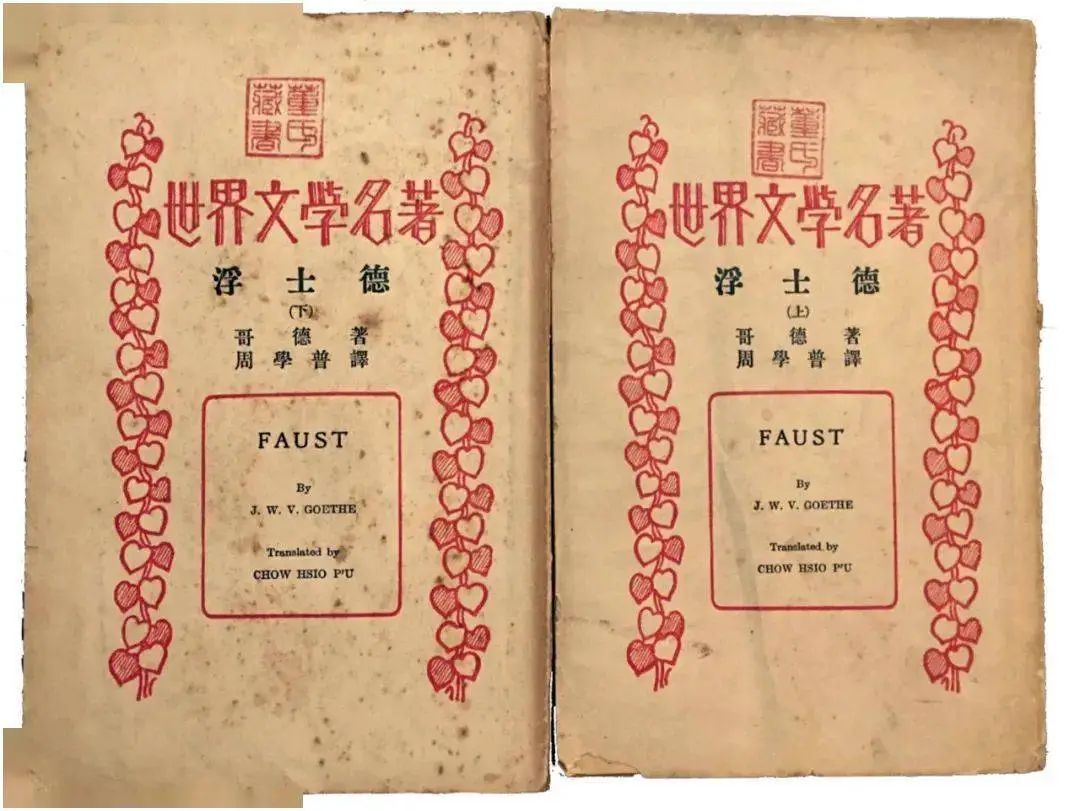 董氏
藏書
世界文學名著
浮士德
(下)
哥德著
周學普譯
FAUST
By
J. W. V. GOETHE
Translated by
CHOW HSIO P'U
董氏
藏書
世界文學名著
浮士德
(上)
哥德著
周學普譯
FAUST
By
J. W. V. GOETHE
Translated by
CHOW HSIO P'U